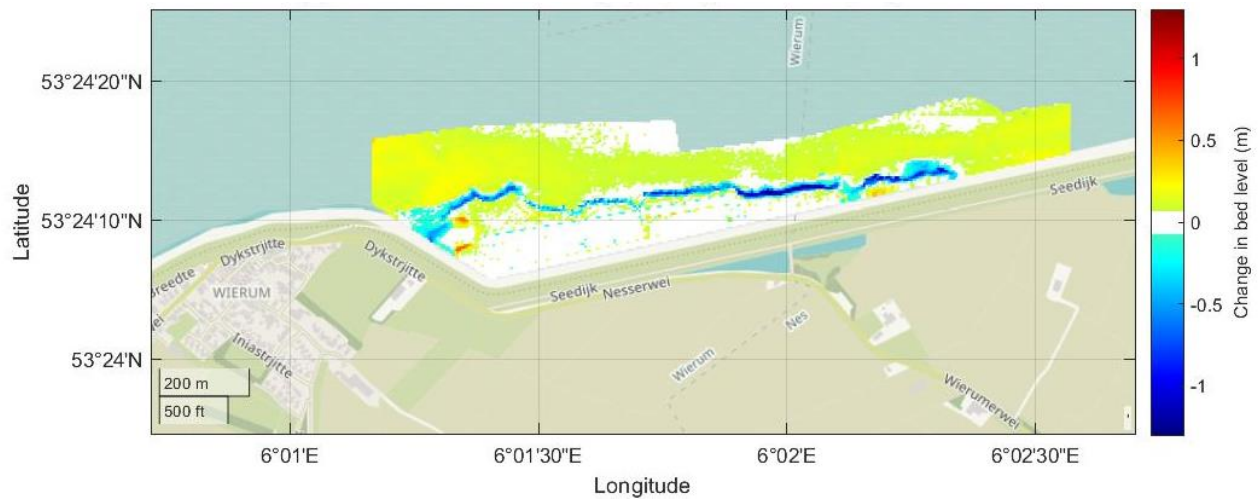 Wierum
Seedijk
Dykstrjitte
Dykstrjitte
WIERUM
Iniastrjitte
Seedijk
Nesserwei
Nes
Wierum
Wierumerwei
200 m
500 ft
53°24'20"N
53°24'10"N
53°24'N
Latitude
6°01'E
6°01'30"E
6°02'E
6°02'30"E
Longitude
1
0.5
0
-0.5
-1
Change in bed level (m)